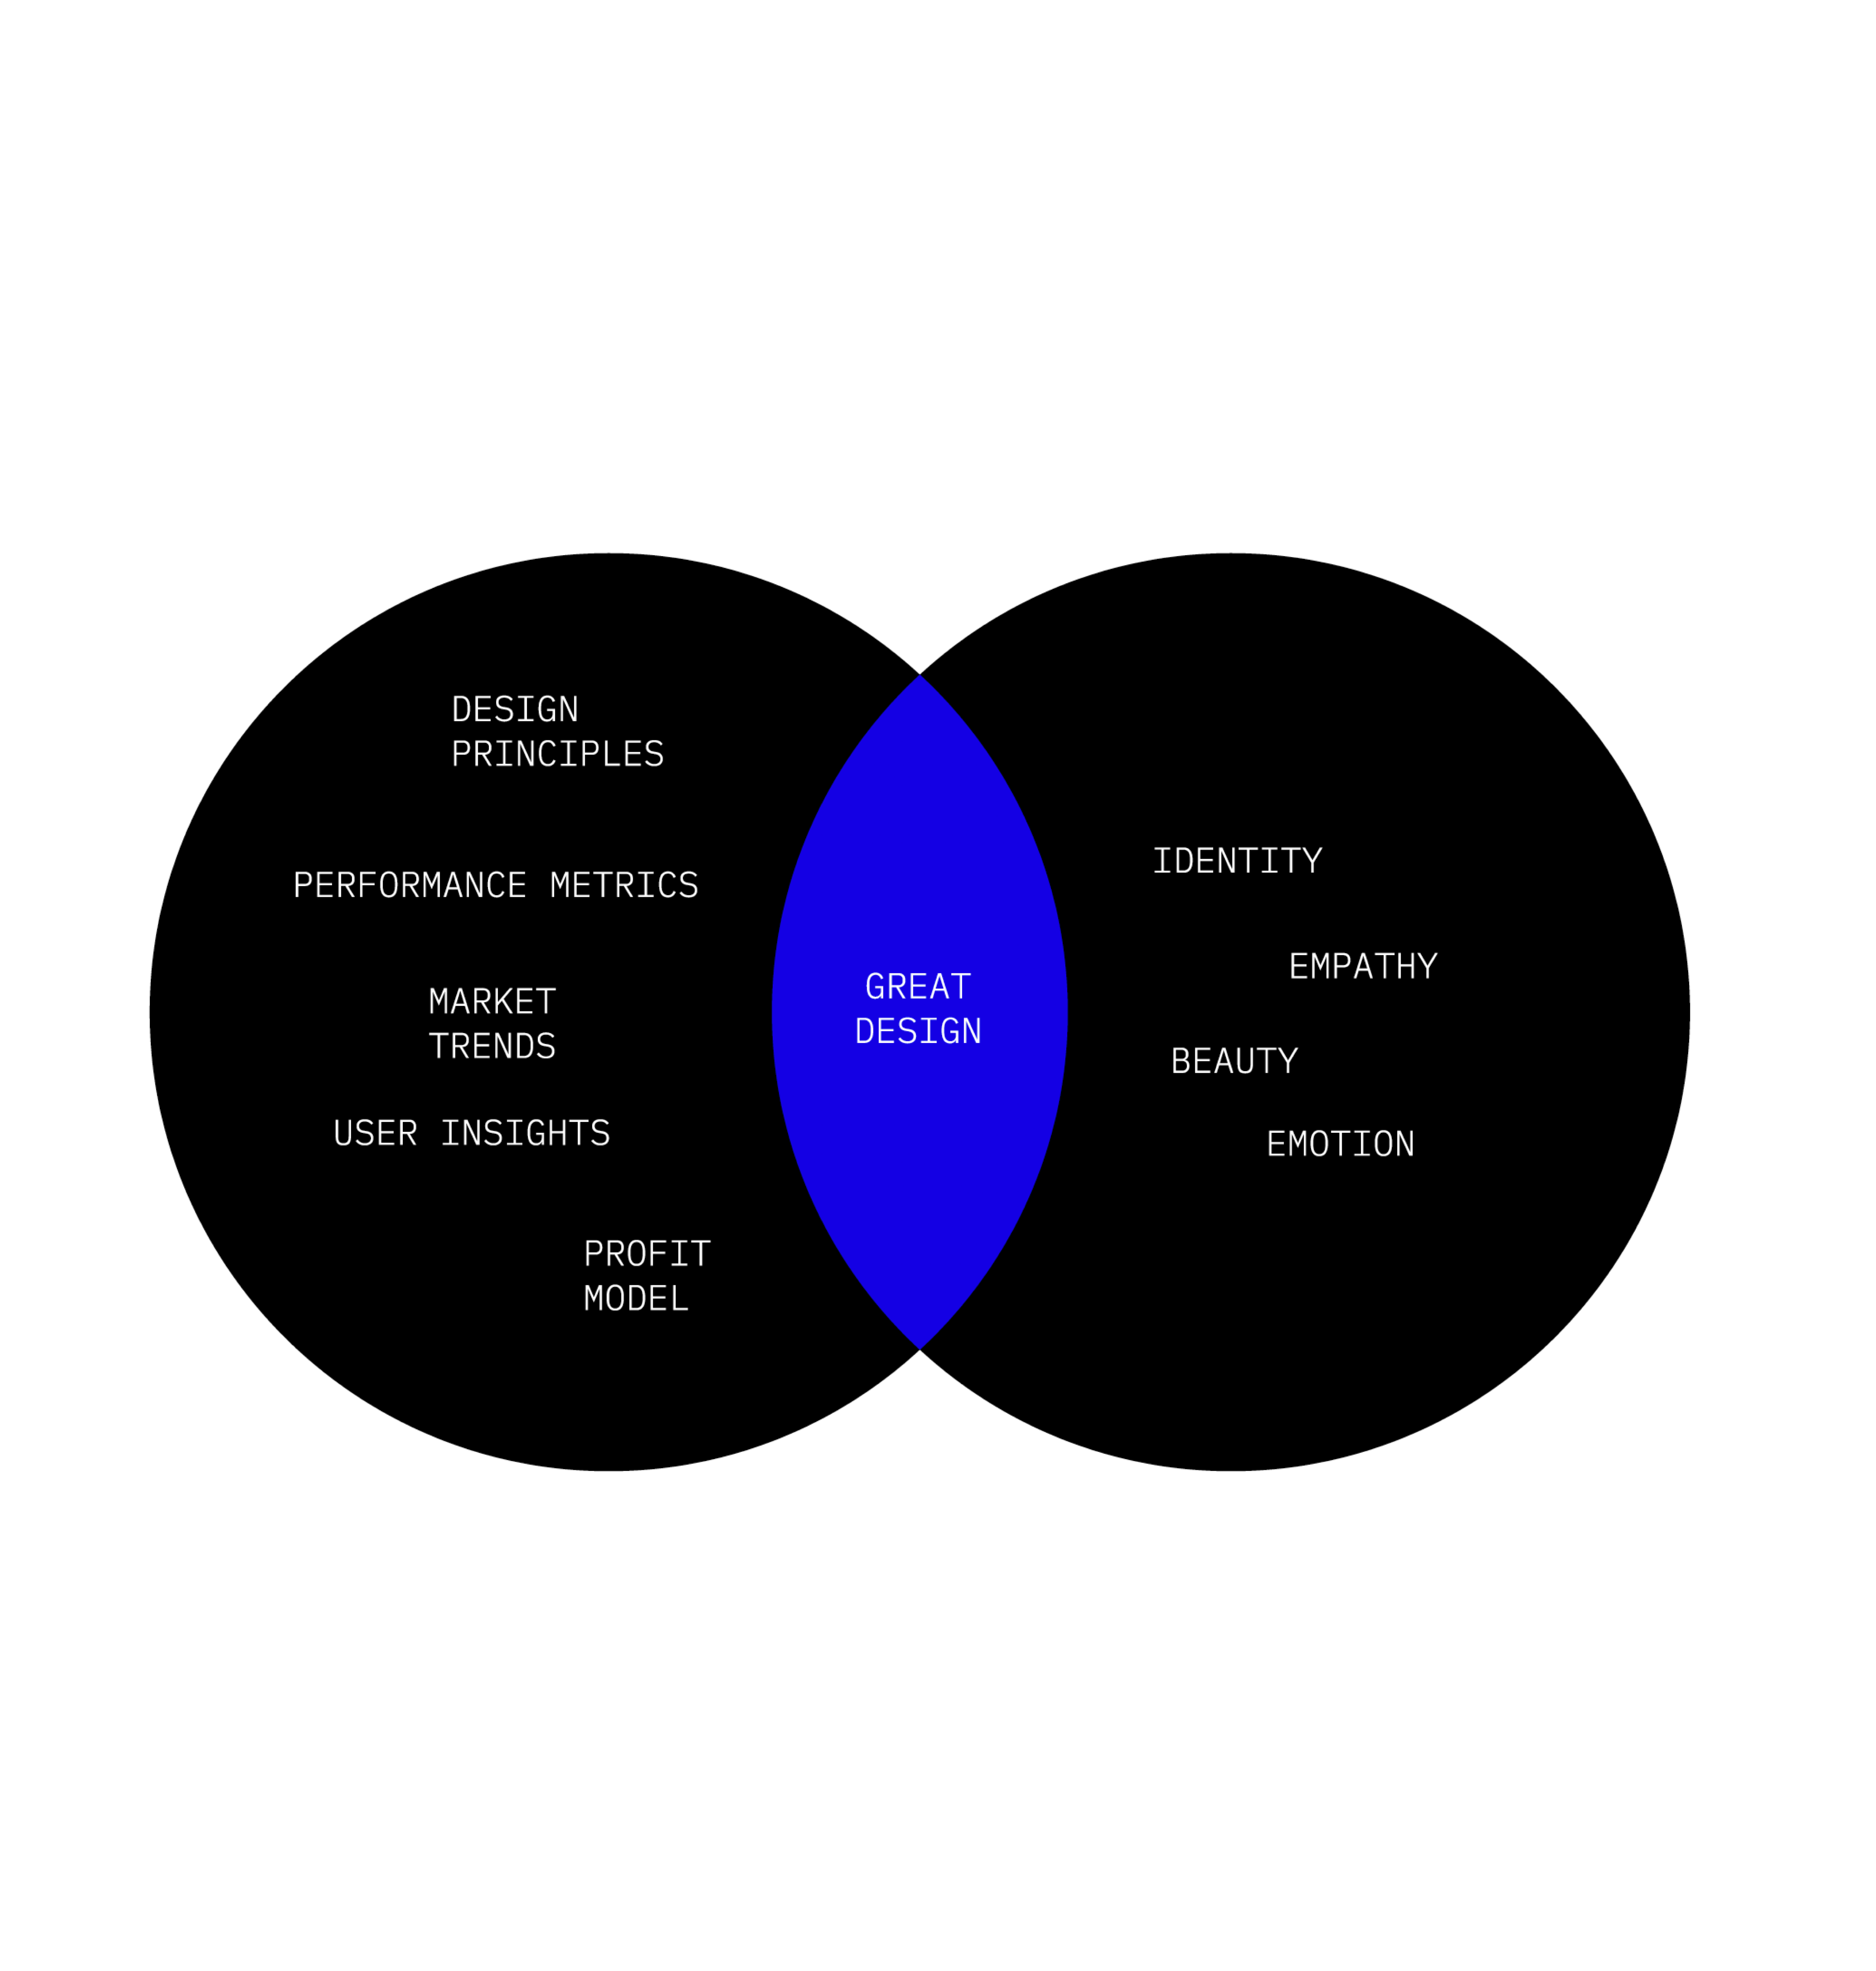 DESIGN
PRINCIPLES
PERFORMANCE METRICS
MARKET
TRENDS
USER INSIGHTS
PROFIT
MODEL
GREAT
DESIGN
IDENTITY
EMPATHY
BEAUTY
EMOTION